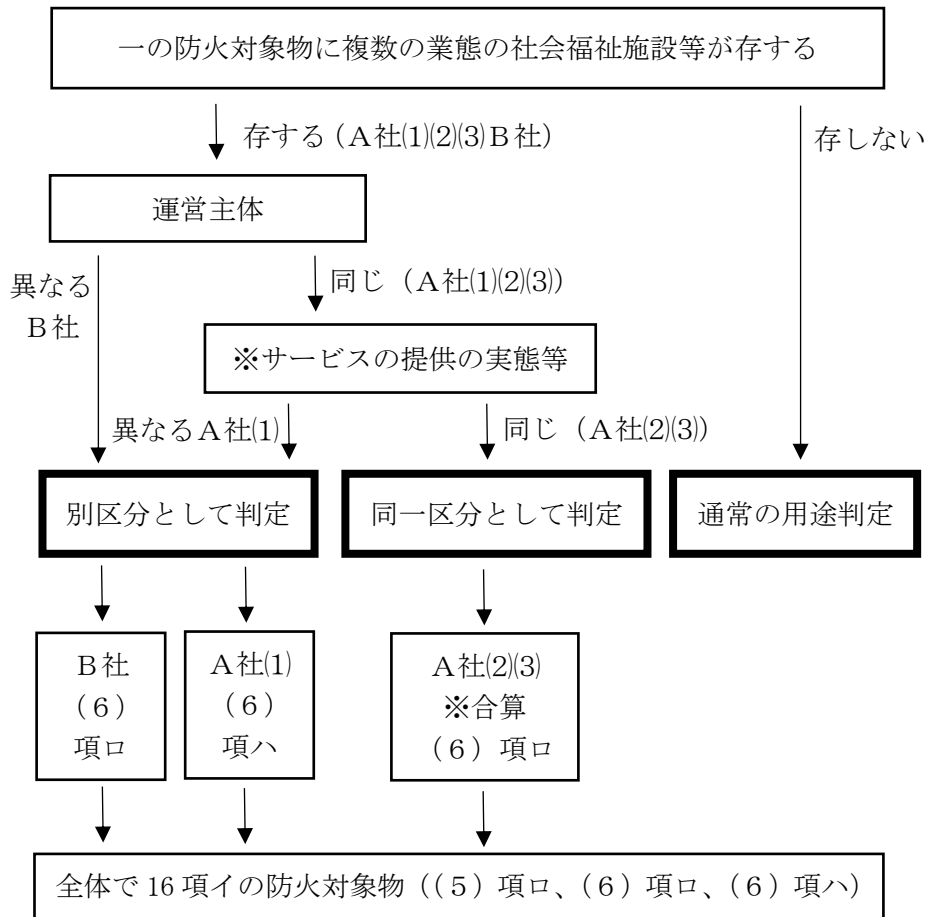 一の防火対象物に複数の業態の社会福祉施設等が存する
存する（A社⑴⑵⑶B社）
存しない
運営主体
異なる
B社
同じ（A社⑴⑵⑶）
※サービスの提供の実態等
異なるA社⑴
同じ（A社⑵⑶）
別区分として判定
同一区分として判定
通常の用途判定
B社
（６）
項ロ
A社⑴
（６）
項ハ
A社⑵⑶
※合算
（６）項ロ
全体で 16 項イの防火対象物（（５）項ロ、（６）項ロ、（６）項ハ）